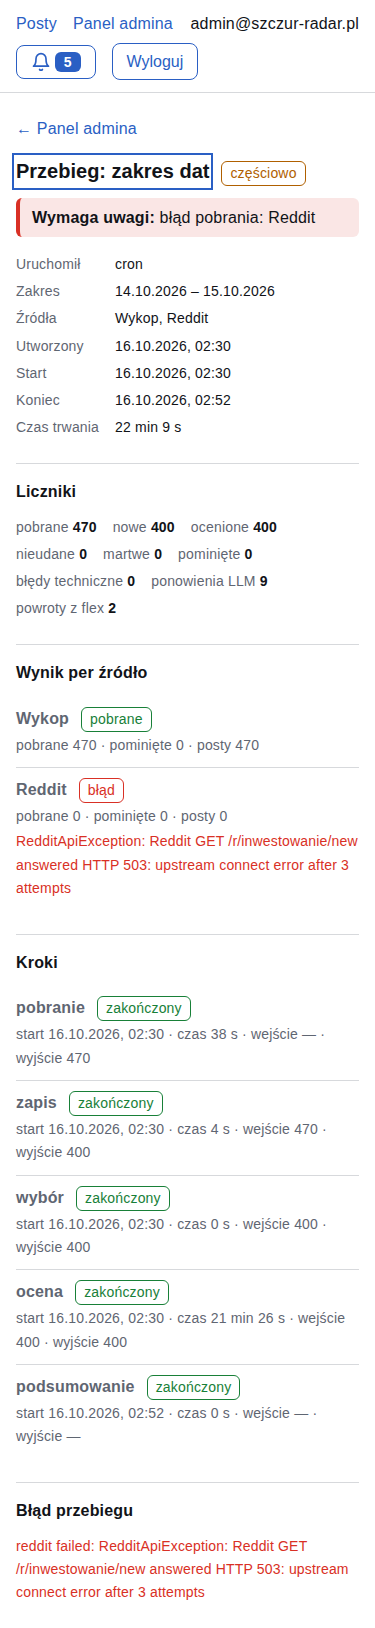 Posty Panel admina admin@szczur-radar.pl
5 Wyloguj
← Panel admina
Przebieg: zakres dat częściowo
Wymaga uwagi: błąd pobrania: Reddit
Uruchomił cron
Zakres 14.10.2026 – 15.10.2026
Źródła Wykop, Reddit
Utworzony 16.10.2026, 02:30
Start 16.10.2026, 02:30
Koniec 16.10.2026, 02:52
Czas trwania 22 min 9 s
Liczniki
pobrane 470 nowe 400 ocenione 400
nieudane 0 martwe 0 pominięte 0
błędy techniczne 0 ponowienia LLM 9
powroty z flex 2
Wynik per źródło
Wykop pobrane
pobrane 470 · pominięte 0 · posty 470
Reddit błąd
pobrane 0 · pominięte 0 · posty 0
RedditApiException: Reddit GET /r/inwestowanie/new
answered HTTP 503: upstream connect error after 3
attempts
Kroki
pobranie zakończony
start 16.10.2026, 02:30 · czas 38 s · wejście — ·
wyjście 470
zapis zakończony
start 16.10.2026, 02:30 · czas 4 s · wejście 470 ·
wyjście 400
wybór zakończony
start 16.10.2026, 02:30 · czas 0 s · wejście 400 ·
wyjście 400
ocena zakończony
start 16.10.2026, 02:30 · czas 21 min 26 s · wejście
400 · wyjście 400
podsumowanie zakończony
start 16.10.2026, 02:52 · czas 0 s · wejście — ·
wyjście —
Błąd przebiegu
reddit failed: RedditApiException: Reddit GET
/r/inwestowanie/new answered HTTP 503: upstream
connect error after 3 attempts